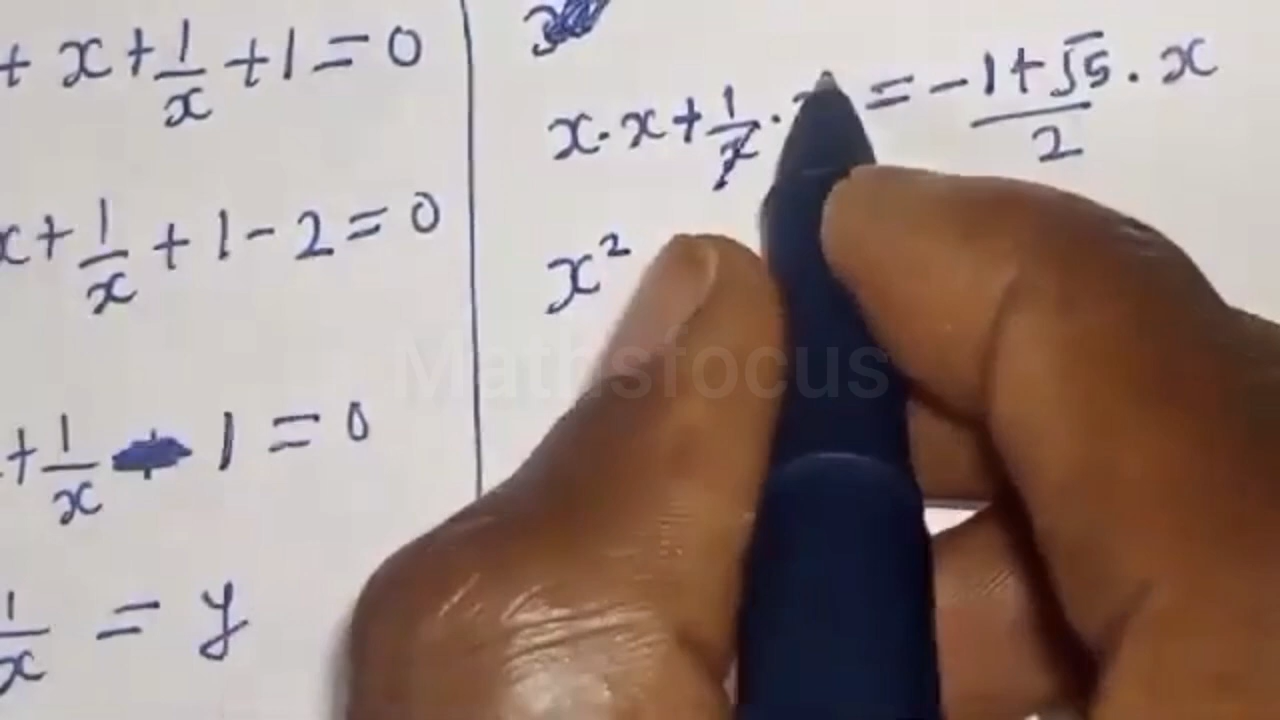 + x + 1/x + 1 = 0
x + 1/x + 1 - 2 = 0
+ 1/x - 1 = 0
1/x = y
x · x + 1/x · = -1+√5/2 · x
x²
Mathsfocus